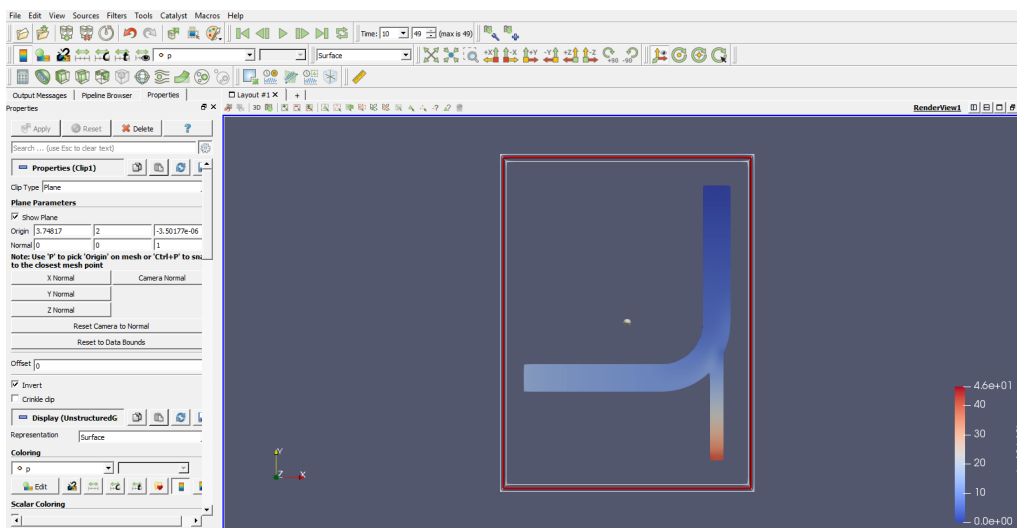 File Edit View Sources Filters Tools Catalyst Macros Help
Time: 10 49 (max is 49)
p Surface
+X -X +Y -Y +Z -Z +90 -90
Output Messages Pipeline Browser Properties Layout #1 X +
Properties 3D RenderView1
Apply Reset Delete ?
Search ... (use Esc to clear text)
Properties (Clip1)
Clip Type Plane
Plane Parameters
Show Plane
Origin 3.74817 2 -3.50177e-06
Normal 0 0 1
Note: Use 'P' to pick 'Origin' on mesh or 'Ctrl+P' to sna
to the closest mesh point
X Normal Camera Normal
Y Normal
Z Normal
Reset Camera to Normal
Reset to Data Bounds
Offset 0
Invert
Crinkle clip
Display (UnstructuredG
Representation Surface
Coloring
p
Edit
Scalar Coloring
Y
Z X
4.6e+01
40
30
20
10
0.0e+00